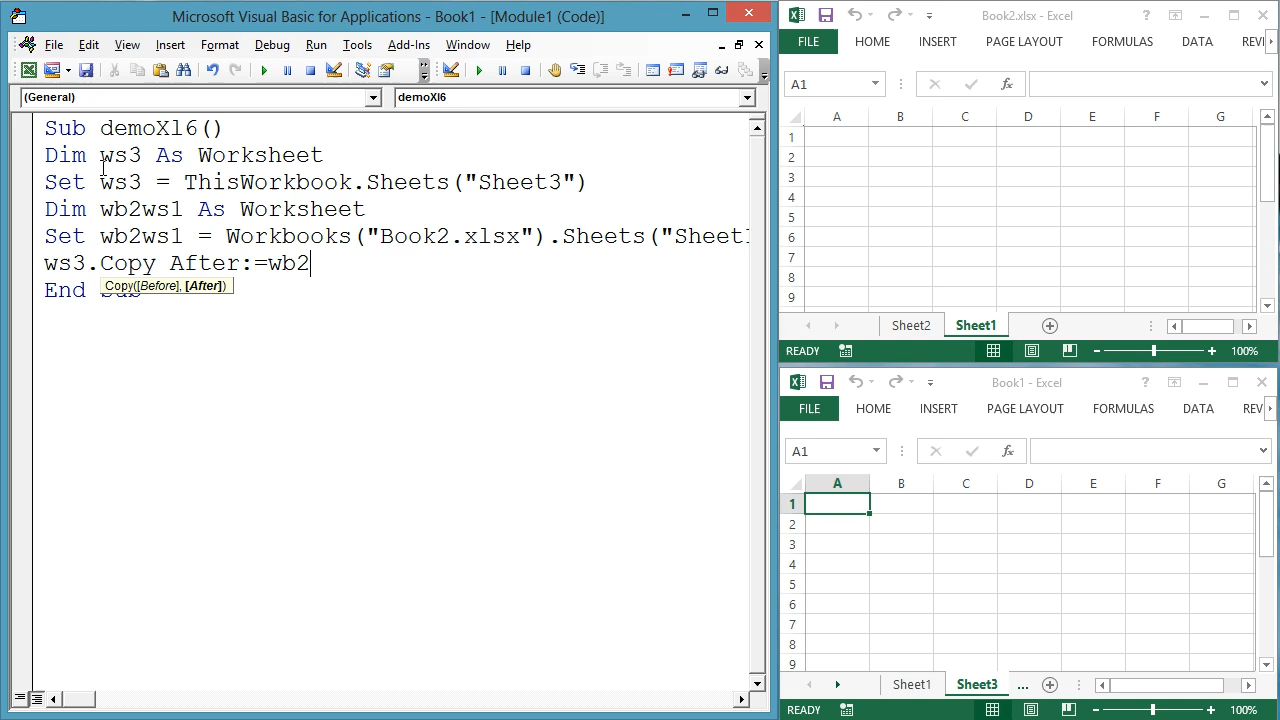 Microsoft Visual Basic for Applications - Book1 - [Module1 (Code)]
File Edit View Insert Format Debug Run Tools Add-Ins Window Help
(General) demoXl6
Sub demoXl6()
Dim ws3 As Worksheet
Set ws3 = ThisWorkbook.Sheets("Sheet3")
Dim wb2ws1 As Worksheet
Set wb2ws1 = Workbooks("Book2.xlsx").Sheets("Sheet1
ws3.Copy After:=wb2
Copy([Before], [After])
End Sub
Book2.xlsx - Excel
FILE HOME INSERT PAGE LAYOUT FORMULAS DATA REVI
A1 fx
A B C D E F G
1
2
3
4
5
6
7
8
9
Sheet2 Sheet1
READY 100%
Book1 - Excel
FILE HOME INSERT PAGE LAYOUT FORMULAS DATA REV
A1 fx
A B C D E F G
1
2
3
4
5
6
7
8
9
Sheet1 Sheet3 ...
READY 100%